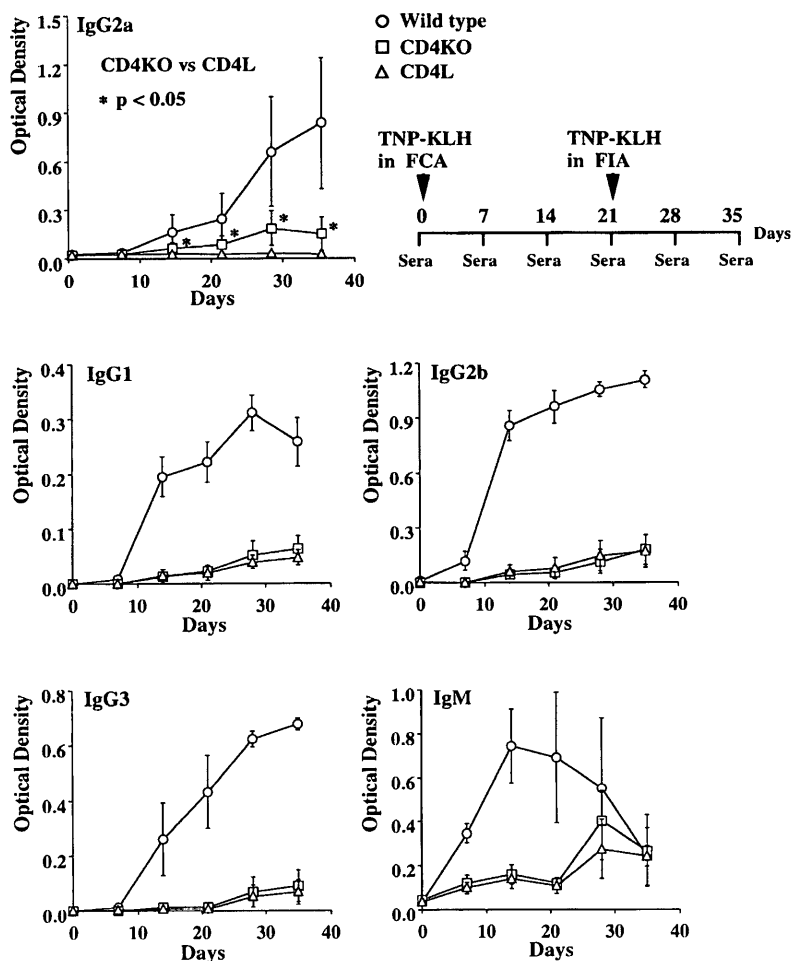 IgG2a
Optical Density
1.5
1.2
0.9
0.6
0.3
0.0
CD4KO vs CD4L
* p < 0.05
*
*
*
*
0
10
20
30
40
Days
Wild type
CD4KO
CD4L
TNP-KLH
in FCA
TNP-KLH
in FIA
0
7
14
21
28
35
Days
Sera
Sera
Sera
Sera
Sera
Sera
IgG1
Optical Density
0.4
0.3
0.2
0.1
0.0
0
10
20
30
40
Days
IgG2b
Optical Density
1.2
0.9
0.6
0.3
0.0
0
10
20
30
40
Days
IgG3
Optical Density
0.8
0.6
0.4
0.2
0.0
0
10
20
30
40
Days
IgM
Optical Density
1.0
0.8
0.6
0.4
0.2
0.0
0
10
20
30
40
Days